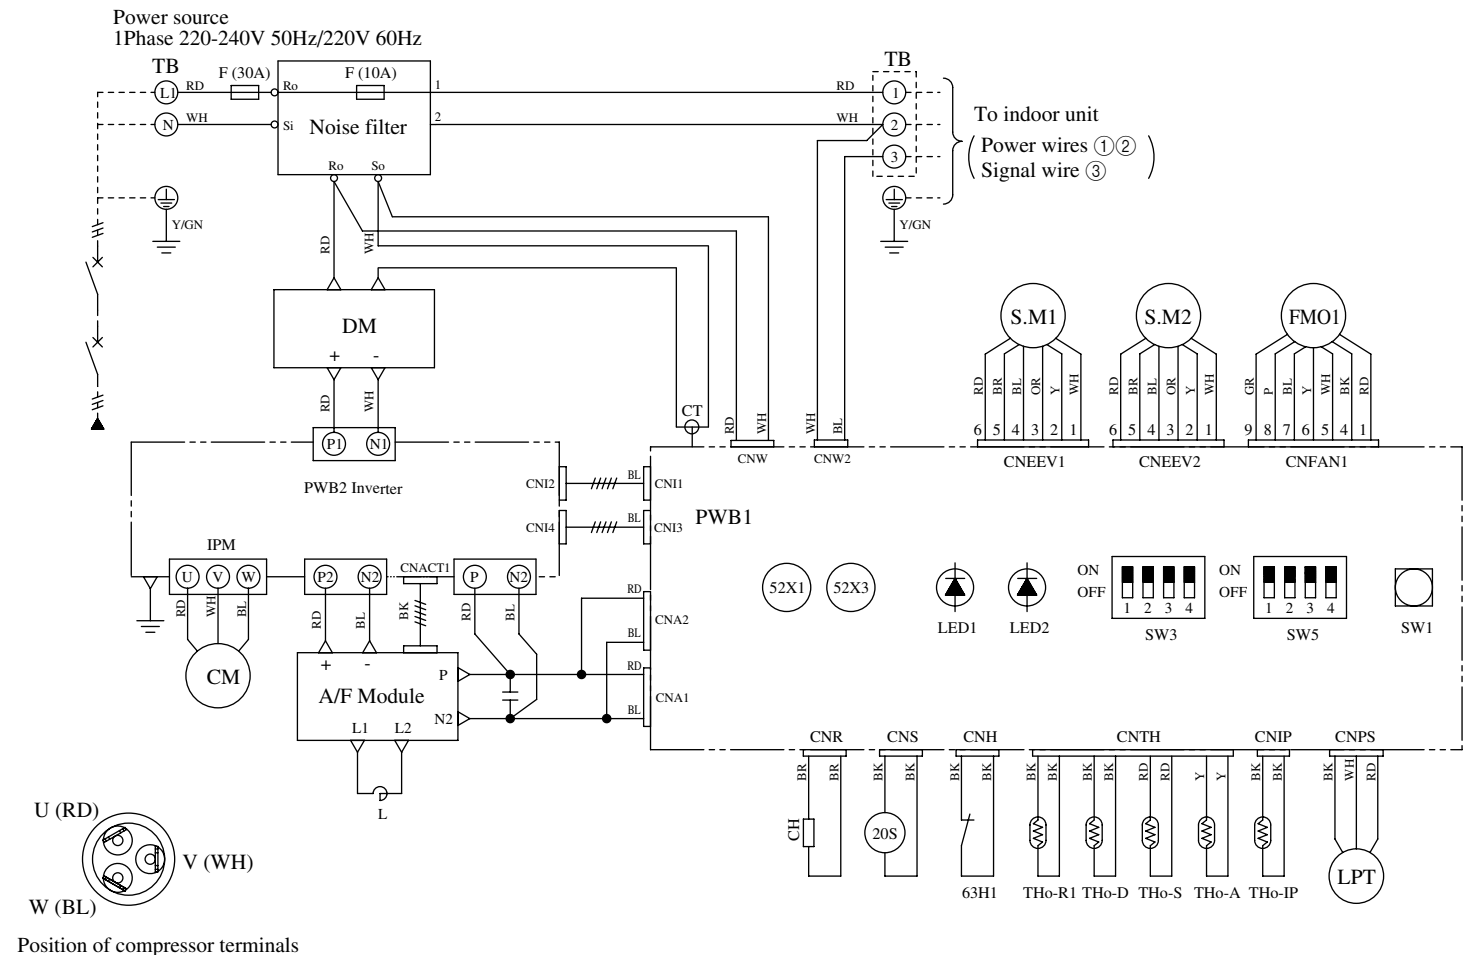 Power source
1Phase 220-240V 50Hz/220V 60Hz
TB
F (30A)
F (10A)
TB
L1
RD
Ro
1
RD
1
N
WH
Si
Noise filter
2
WH
2
To indoor unit
Power wires ①②
Signal wire ③
3
Ro
So
Y/GN
Y/GN
RD
WH
DM
+ -
RD
WH
CT
RD
WH
WH
BL
CNW
CNW2
S.M1
RD BR BL OR Y WH
6 5 4 3 2 1
CNEEV1
S.M2
RD BR BL OR Y WH
6 5 4 3 2 1
CNEEV2
FMO1
GR P BL Y WH BK RD
9 8 7 6 5 4 1
CNFAN1
P1 N1
PWB2 Inverter
CNI2
BL
CNI1
CNI4
BL
CNI3
PWB1
IPM
U V W
P2 N2
CNACT1
P N2
RD WH BL
RD BL
BK
RD BL
CM
+ -
A/F Module
P
N2
L1 L2
L
RD
BL
CNA2
RD
BL
CNA1
52X1
52X3
LED1
LED2
ON
OFF
1 2 3 4
SW3
ON
OFF
1 2 3 4
SW5
SW1
CNR
CNS
CNH
CNTH
CNIP
CNPS
BR BR
BK BK
BK BK
BK BK
BK BK
RD RD
Y Y
BK BK
BK WH RD
CH
20S
63H1
THo-R1
THo-D
THo-S
THo-A
THo-IP
LPT
U (RD)
V (WH)
W (BL)
Position of compressor terminals